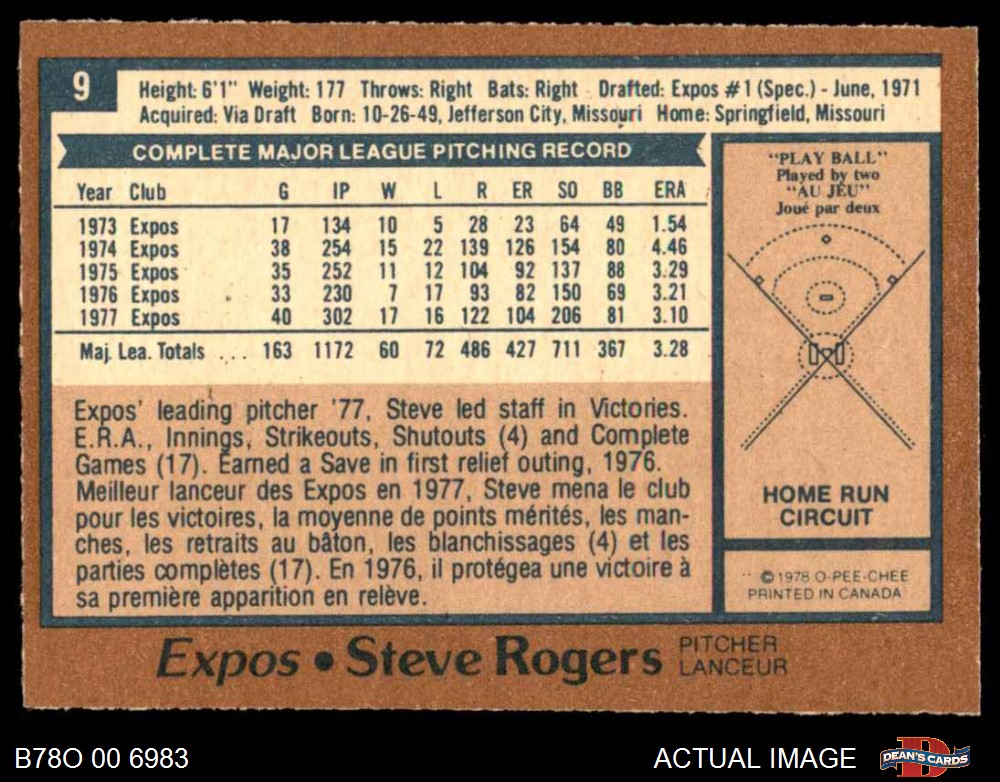 9
Height: 6'1" Weight: 177 Throws: Right Bats: Right Drafted: Expos #1 (Spec.) - June, 1971
Acquired: Via Draft Born: 10-26-49, Jefferson City, Missouri Home: Springfield, Missouri
COMPLETE MAJOR LEAGUE PITCHING RECORD
Year Club G IP W L R ER SO BB ERA
1973 Expos 17 134 10 5 28 23 64 49 1.54
1974 Expos 38 254 15 22 139 126 154 80 4.46
1975 Expos 35 252 11 12 104 92 137 88 3.29
1976 Expos 33 230 7 17 93 82 150 69 3.21
1977 Expos 40 302 17 16 122 104 206 81 3.10
Maj. Lea. Totals ... 163 1172 60 72 486 427 711 367 3.28
Expos' leading pitcher '77, Steve led staff in Victories.
E.R.A., Innings, Strikeouts, Shutouts (4) and Complete
Games (17). Earned a Save in first relief outing, 1976.
Meilleur lanceur des Expos en 1977, Steve mena le club
pour les victoires, la moyenne de points mérités, les man-
ches, les retraits au bâton, les blanchissages (4) et les
parties complètes (17). En 1976, il protégea une victoire à
sa première apparition en relève.
"PLAY BALL"
Played by two
"AU JEU"
Joué par deux
HOME RUN
CIRCUIT
©1978 O-PEE-CHEE
PRINTED IN CANADA
Expos • Steve Rogers
PITCHER
LANCEUR
B78O 00 6983
ACTUAL IMAGE
DEAN'S CARDS